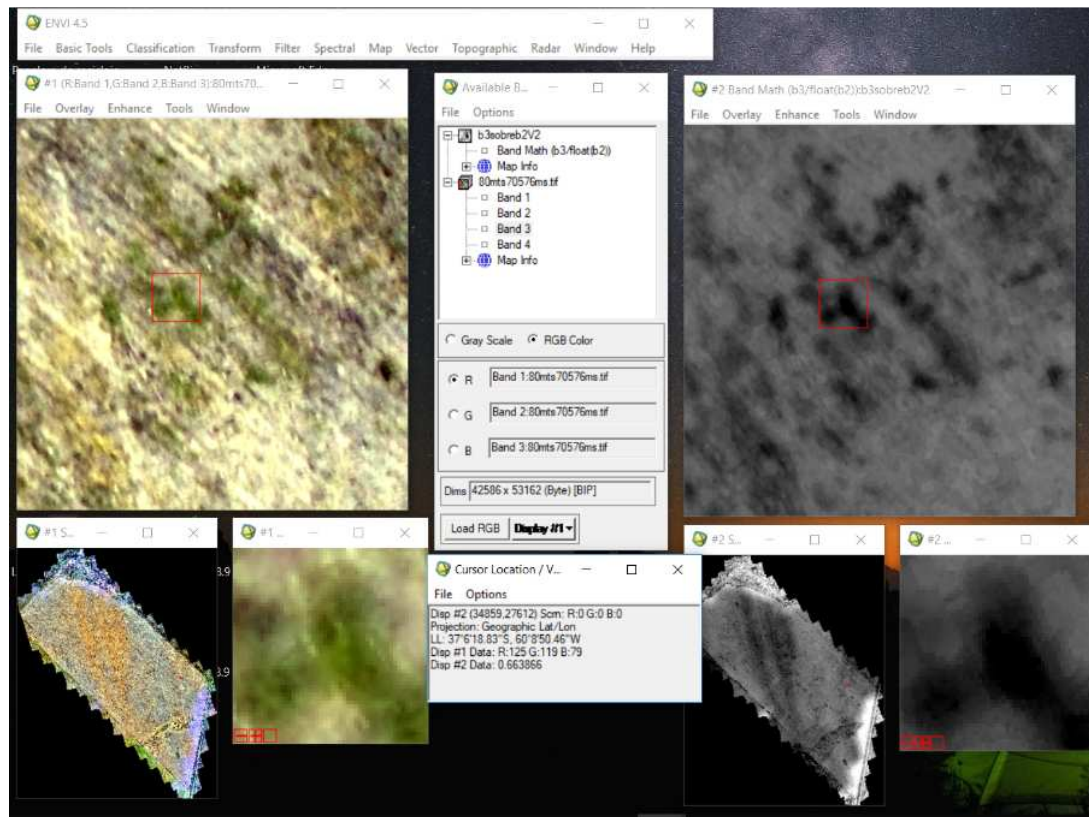 ENVI 4.5
File Basic Tools Classification Transform Filter Spectral Map Vector Topographic Radar Window Help
#1 (R:Band 1,G:Band 2,B:Band 3):80mts70...
File Overlay Enhance Tools Window
Available B...
File Options
b3sobreb2V2
Band Math (b3/float(b2))
Map Info
80mts70576ms.tif
Band 1
Band 2
Band 3
Band 4
Map Info
Gray Scale RGB Color
R Band 1:80mts70576ms.tif
G Band 2:80mts70576ms.tif
B Band 3:80mts70576ms.tif
Dims 42586 x 53162 (Byte) [BIP]
Load RGB Display #1
#2 Band Math (b3/float(b2)):b3sobreb2V2
File Overlay Enhance Tools Window
#1 S...
#1 ...
Cursor Location / V...
File Options
Disp #2 (34859,27612) Scrn: R:0 G:0 B:0
Projection: Geographic Lat/Lon
LL: 37°6'18.83"S, 60°8'50.46"W
Disp #1 Data: R:125 G:119 B:79
Disp #2 Data: 0.663866
#2 S...
#2 ...